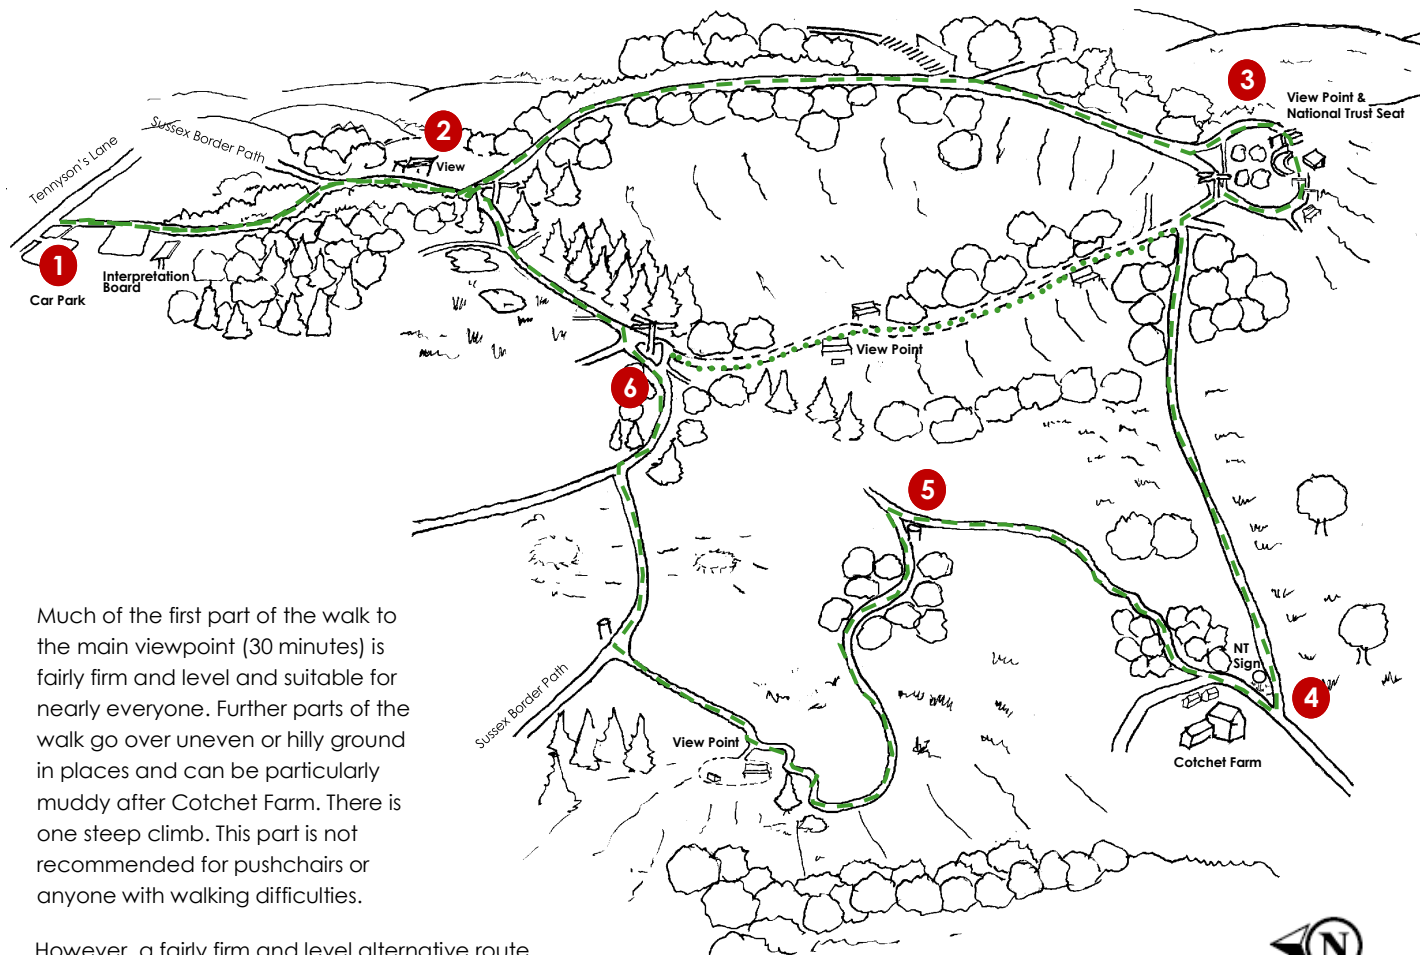 3
View Point &
National Trust Seat
2
View
Sussex Border Path
Tennyson's Lane
1
Car Park
Interpretation
Board
View Point
6
5
NT
Sign
4
Cotchet Farm
Sussex Border Path
View Point
Much of the first part of the walk to
the main viewpoint (30 minutes) is
fairly firm and level and suitable for
nearly everyone. Further parts of the
walk go over uneven or hilly ground
in places and can be particularly
muddy after Cotchet Farm. There is
one steep climb. This part is not
recommended for pushchairs or
anyone with walking difficulties.
However, a fairly firm and level alternative route
N